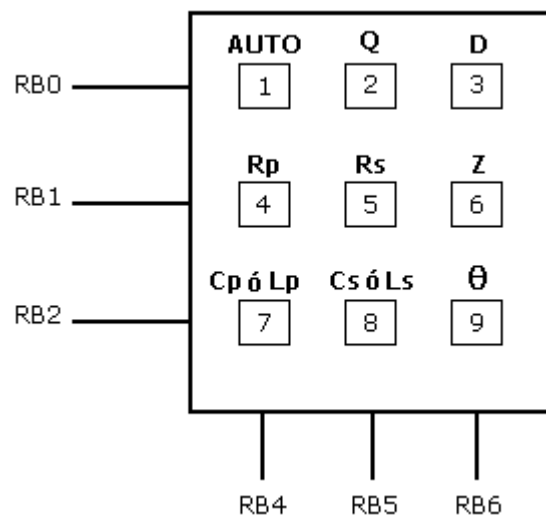 AUTO Q D
RB0 1 2 3
Rp Rs Z
RB1 4 5 6
Cp ó Lp Cs ó Ls θ
RB2 7 8 9
RB4 RB5 RB6